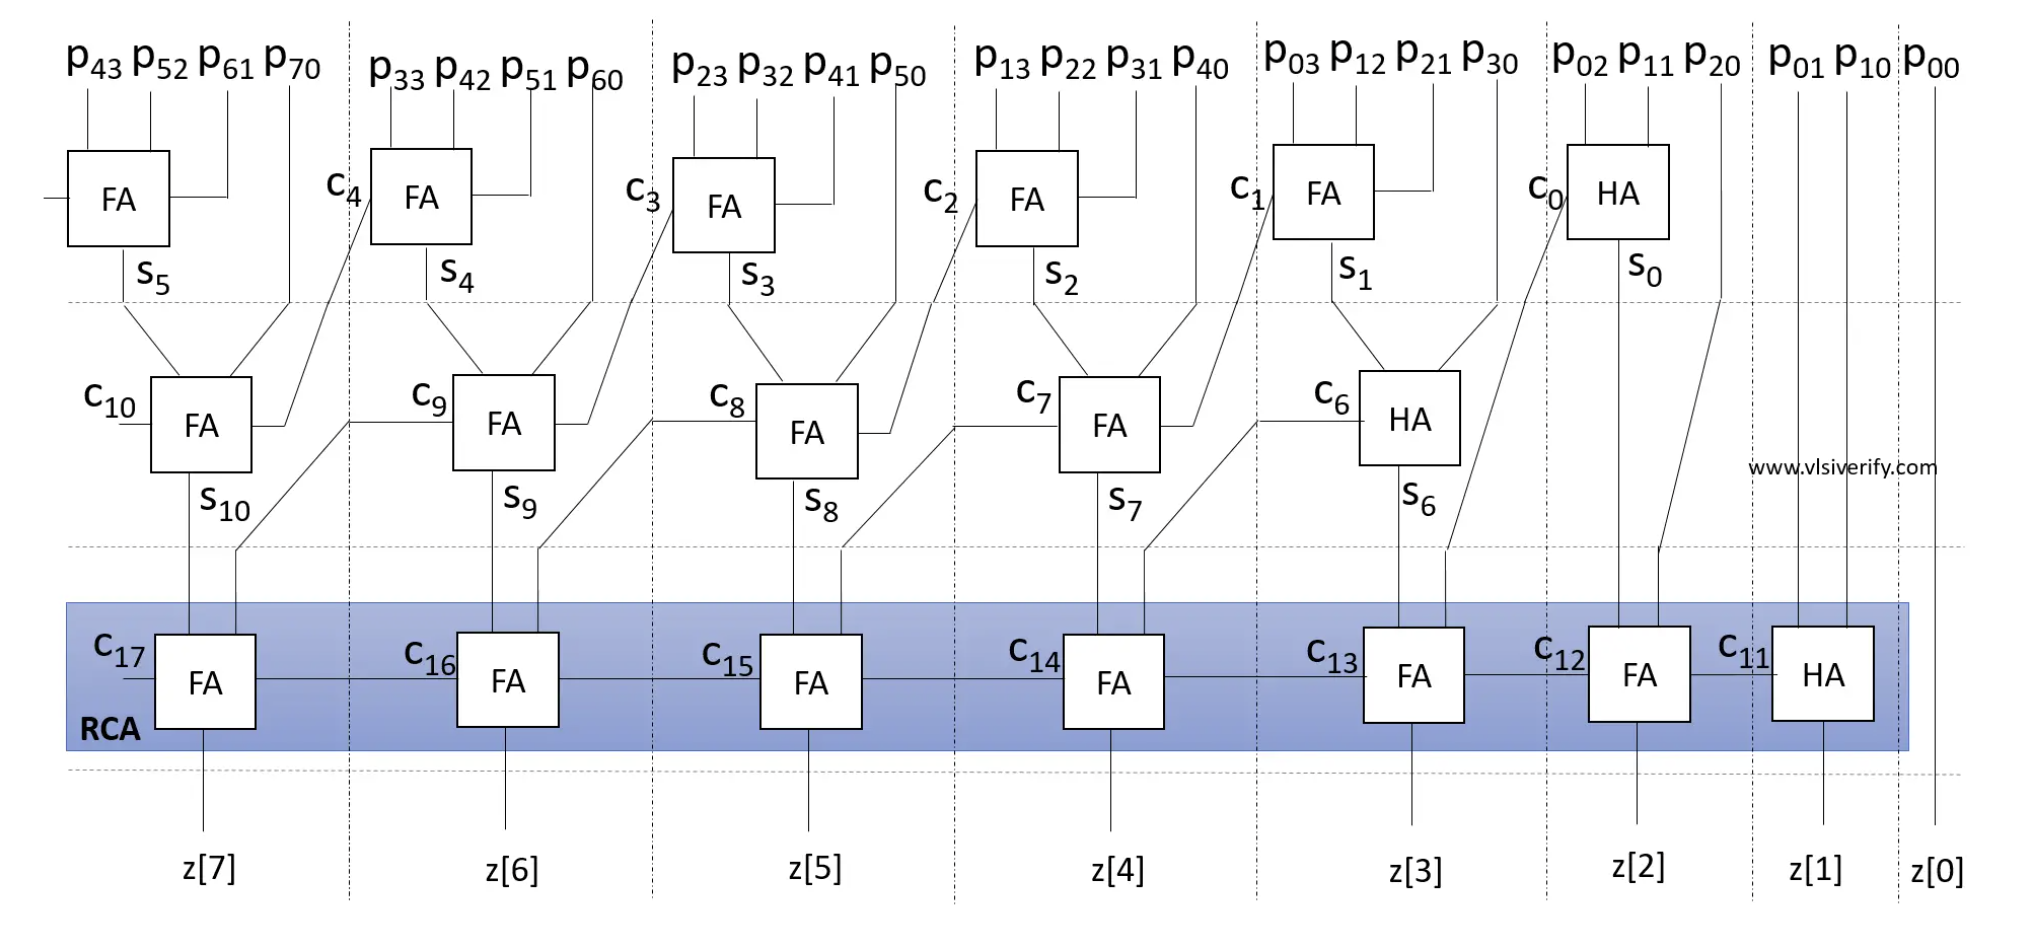 p43 p52 p61 p70 p33 p42 p51 p60 p23 p32 p41 p50 p13 p22 p31 p40 p03 p12 p21 p30 p02 p11 p20 p01 p10 p00
FA c4 FA c3 FA c2 FA c1 FA c0 HA
s5 s4 s3 s2 s1 s0
c10 FA c9 FA c8 FA c7 FA c6 HA
www.vlsiverify.com
s10 s9 s8 s7 s6
c17 FA c16 FA c15 FA c14 FA c13 FA c12 FA c11 HA
RCA
z[7] z[6] z[5] z[4] z[3] z[2] z[1] z[0]